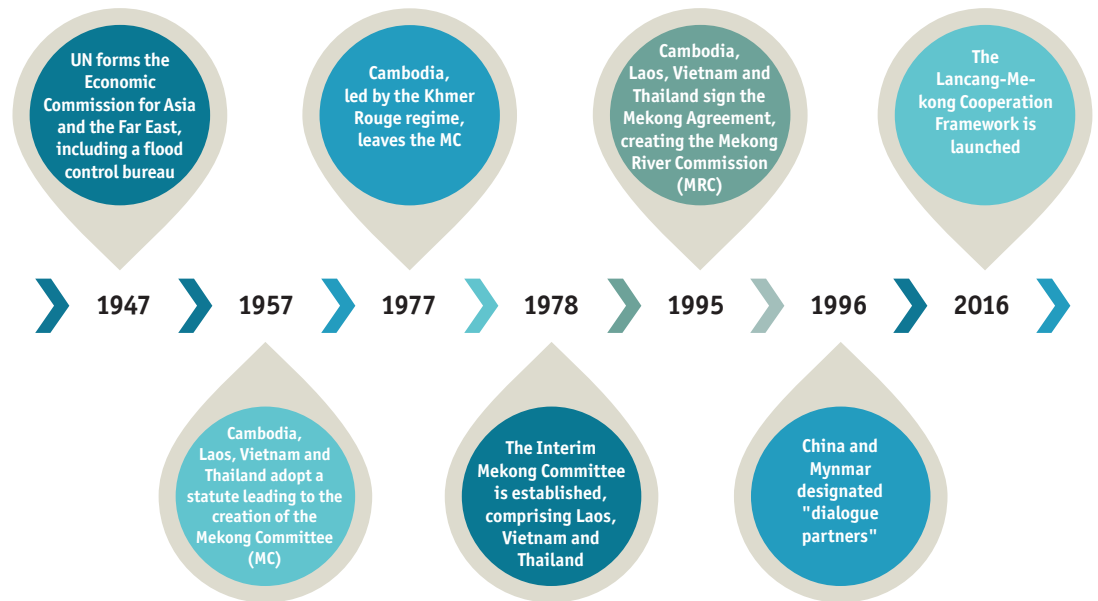 UN forms the
Economic
Commission for Asia
and the Far East,
including a flood
control bureau
Cambodia,
led by the Khmer
Rouge regime,
leaves the MC
Cambodia,
Laos, Vietnam and
Thailand sign the
Mekong Agreement,
creating the Mekong
River Commission
(MRC)
The
Lancang-Me-
kong Cooperation
Framework is
launched
1947 1957 1977 1978 1995 1996 2016
Cambodia,
Laos, Vietnam and
Thailand adopt a
statute leading to the
creation of the
Mekong Committee
(MC)
The Interim
Mekong Committee
is established,
comprising Laos,
Vietnam and
Thailand
China and
Mynmar
designated
"dialogue
partners"